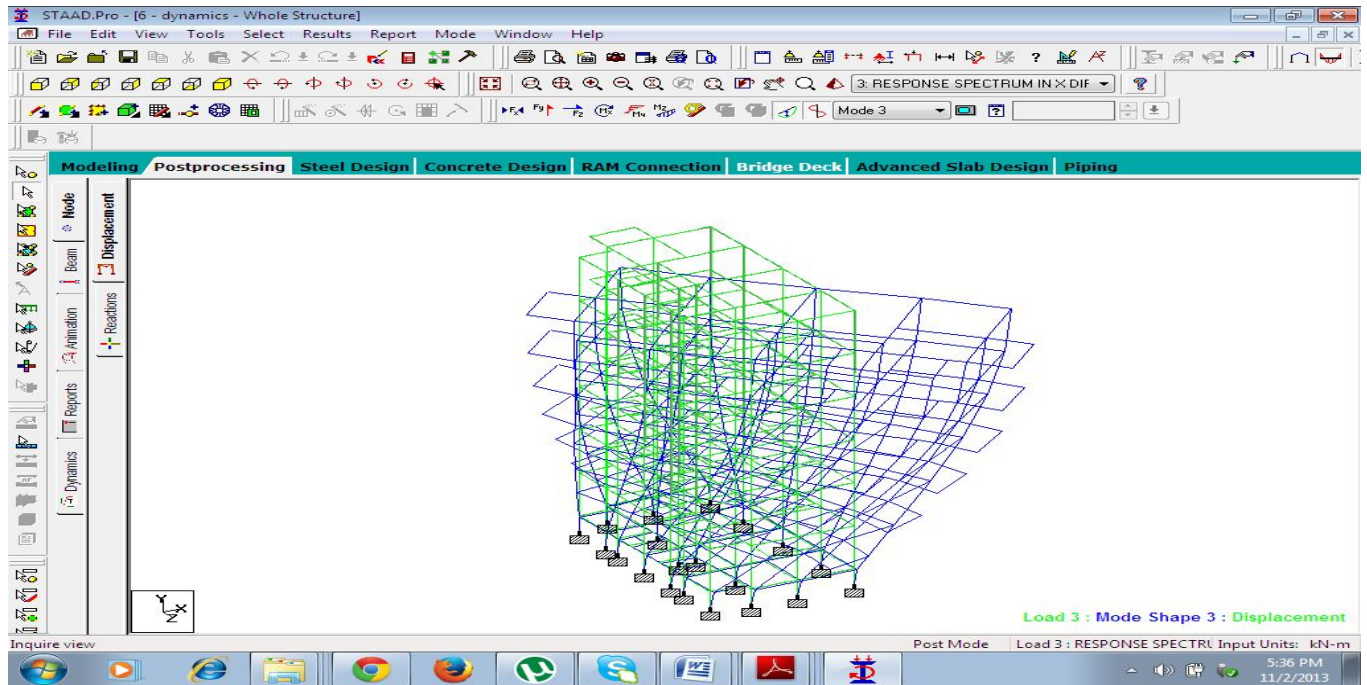 STAAD.Pro - [6 - dynamics - Whole Structure]
File Edit View Tools Select Results Report Mode Window Help
3: RESPONSE SPECTRUM IN X DIF
Mode 3
Modeling Postprocessing Steel Design Concrete Design RAM Connection Bridge Deck Advanced Slab Design Piping
Node
Beam
Animation
Reports
Dynamics
Displacement
Reactions
Y
X
Z
Load 3 : Mode Shape 3 : Displacement
Inquire view
Post Mode
Load 3 : RESPONSE SPECTRU
Input Units: kN-m
5:36 PM
11/2/2013